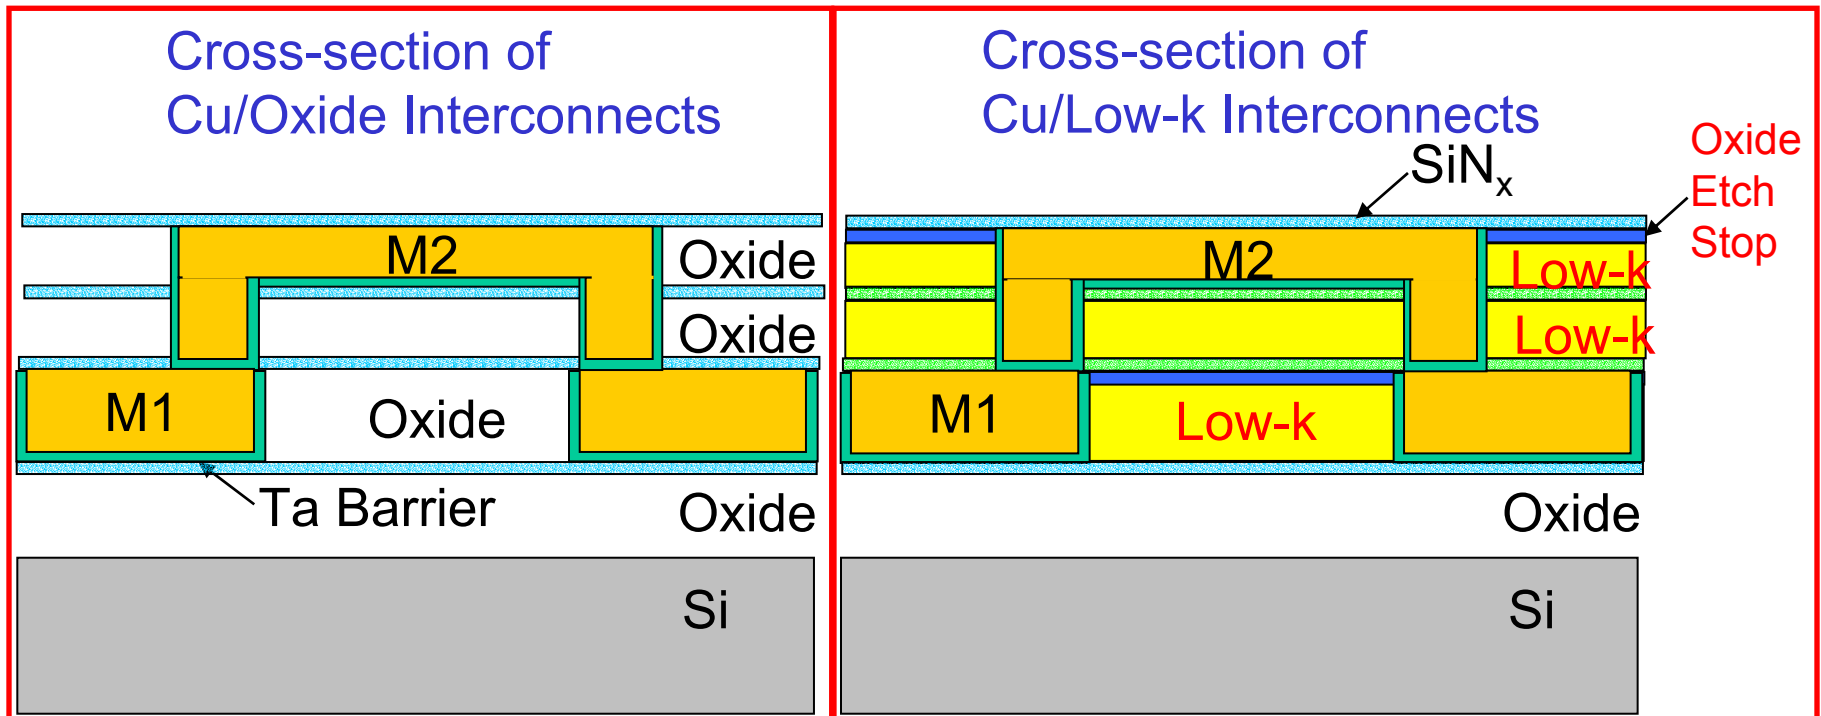 Cross-section of
Cu/Oxide Interconnects
M2
Oxide
Oxide
M1
Oxide
Ta Barrier
Oxide
Si
Cross-section of
Cu/Low-k Interconnects
SiNₓ
Oxide
Etch
Stop
M2
Low-k
Low-k
M1
Low-k
Oxide
Si